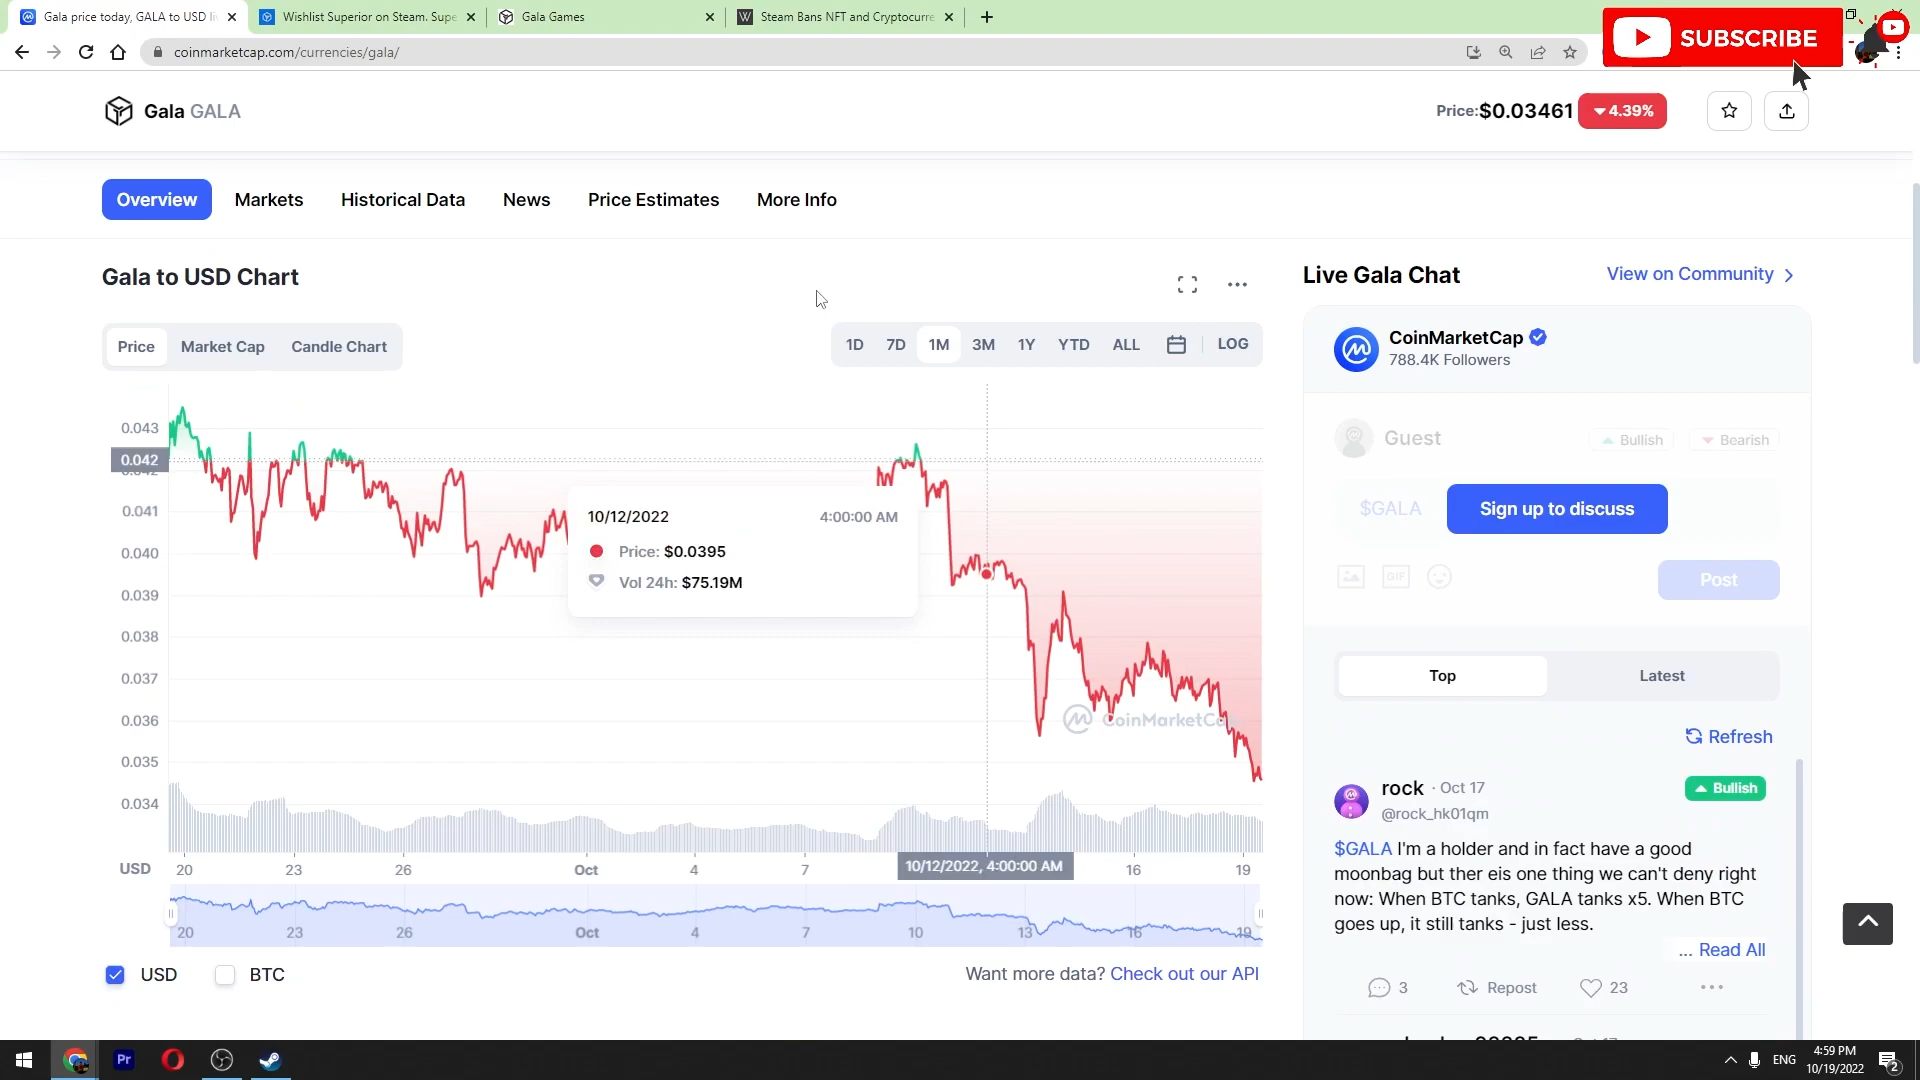 Gala price today, GALA to USD li
Wishlist Superior on Steam. Supe
Gala Games
Steam Bans NFT and Cryptocurre
coinmarketcap.com/currencies/gala/
SUBSCRIBE
Gala GALA
Price:$0.03461 4.39%
Overview
Markets
Historical Data
News
Price Estimates
More Info
Gala to USD Chart
Price
Market Cap
Candle Chart
1D 7D 1M 3M 1Y YTD ALL LOG
0.043
0.042
0.041
0.040
0.039
0.038
0.037
0.036
0.035
0.034
10/12/2022 4:00:00 AM
Price: $0.0395
Vol 24h: $75.19M
CoinMarketCap
USD
20 23 26 Oct 4 7 10/12/2022, 4:00:00 AM 16 19
20 23 26 Oct 4 7 10 13 16 19
USD
BTC
Want more data? Check out our API
Live Gala Chat
View on Community
CoinMarketCap
788.4K Followers
Guest
Bullish
Bearish
$GALA
Sign up to discuss
GIF
Post
Top
Latest
Refresh
rock · Oct 17
Bullish
@rock_hk01qm
$GALA I'm a holder and in fact have a good
moonbag but ther eis one thing we can't deny right
now: When BTC tanks, GALA tanks x5. When BTC
goes up, it still tanks - just less.
... Read All
3
Repost
23
Pr
ENG
4:59 PM
10/19/2022
2